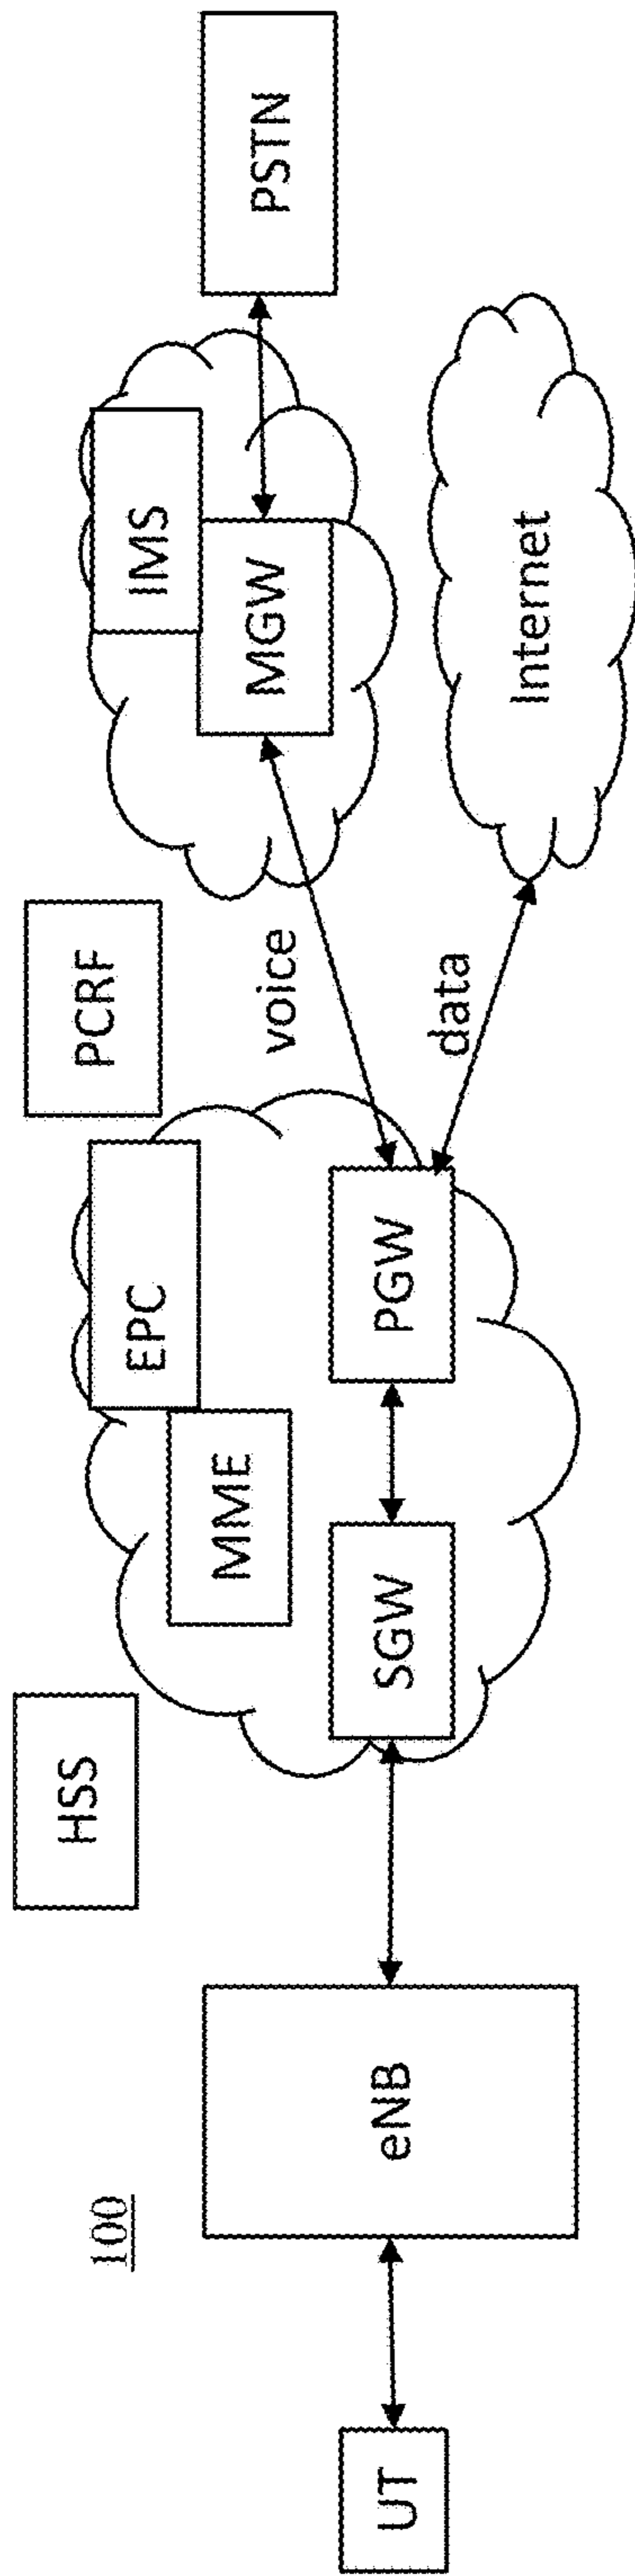 100
HSS
PCRF
EPC
IMS
MME
MGW
PSTN
voice
UT
eNB
SGW
PGW
data
Internet